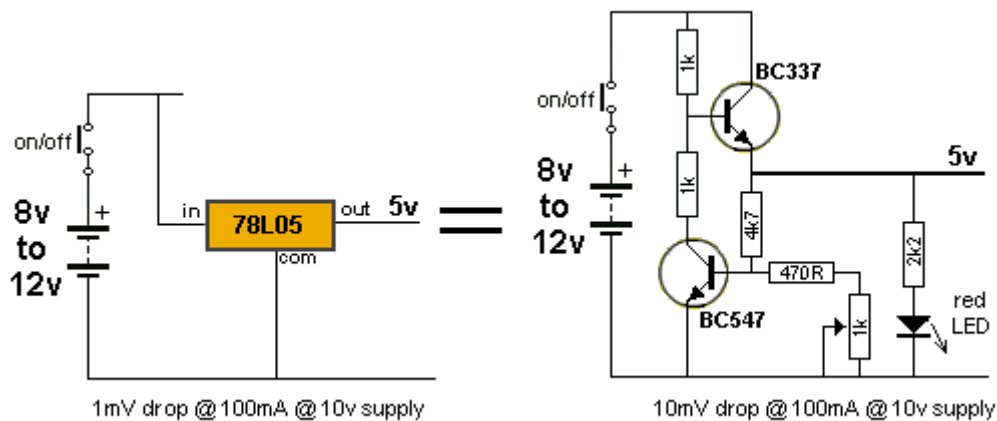 on/off
+
8v
to
12v
in
78L05
out
5v
com
1mV drop @ 100mA @ 10v supply
=
on/off
+
8v
to
12v
1k
BC337
1k
5v
4k7
BC547
470R
1k
2k2
red
LED
10mV drop @ 100mA @ 10v supply